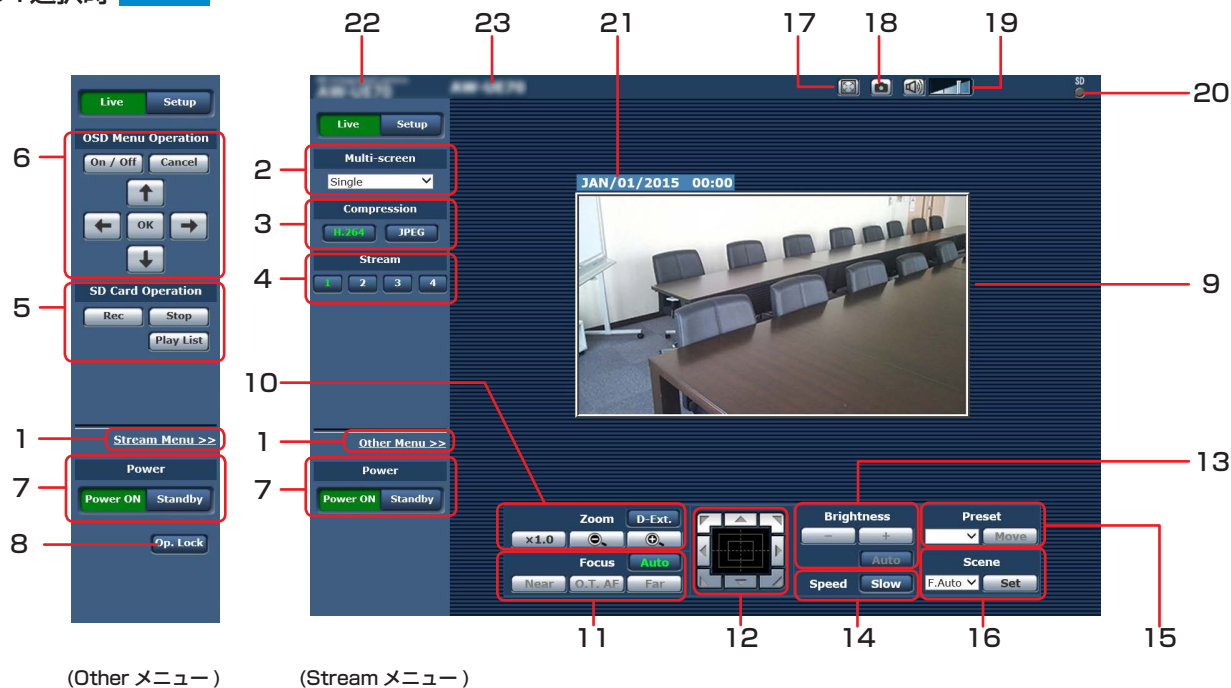 22
23
21
17
18
19
Live
Setup
OSD Menu Operation
6
On / Off
Cancel
OK
SD Card Operation
5
Rec
Stop
Play List
1
Stream Menu >>
Power
7
Power ON
Standby
8
Op. Lock
(Other メニュー)
SD
20
Live
Setup
Multi-screen
2
Single
Compression
3
H.264
JPEG
Stream
4
1
2
3
4
JAN/01/2015 00:00
9
10
1
Other Menu >>
Power
7
Power ON
Standby
13
Zoom
D-Ext.
×1.0
Focus
Auto
Near
O.T. AF
Far
Brightness
−
+
Auto
Speed
Slow
Preset
Move
Scene
F.Auto
Set
15
11
12
14
16
(Stream メニュー)